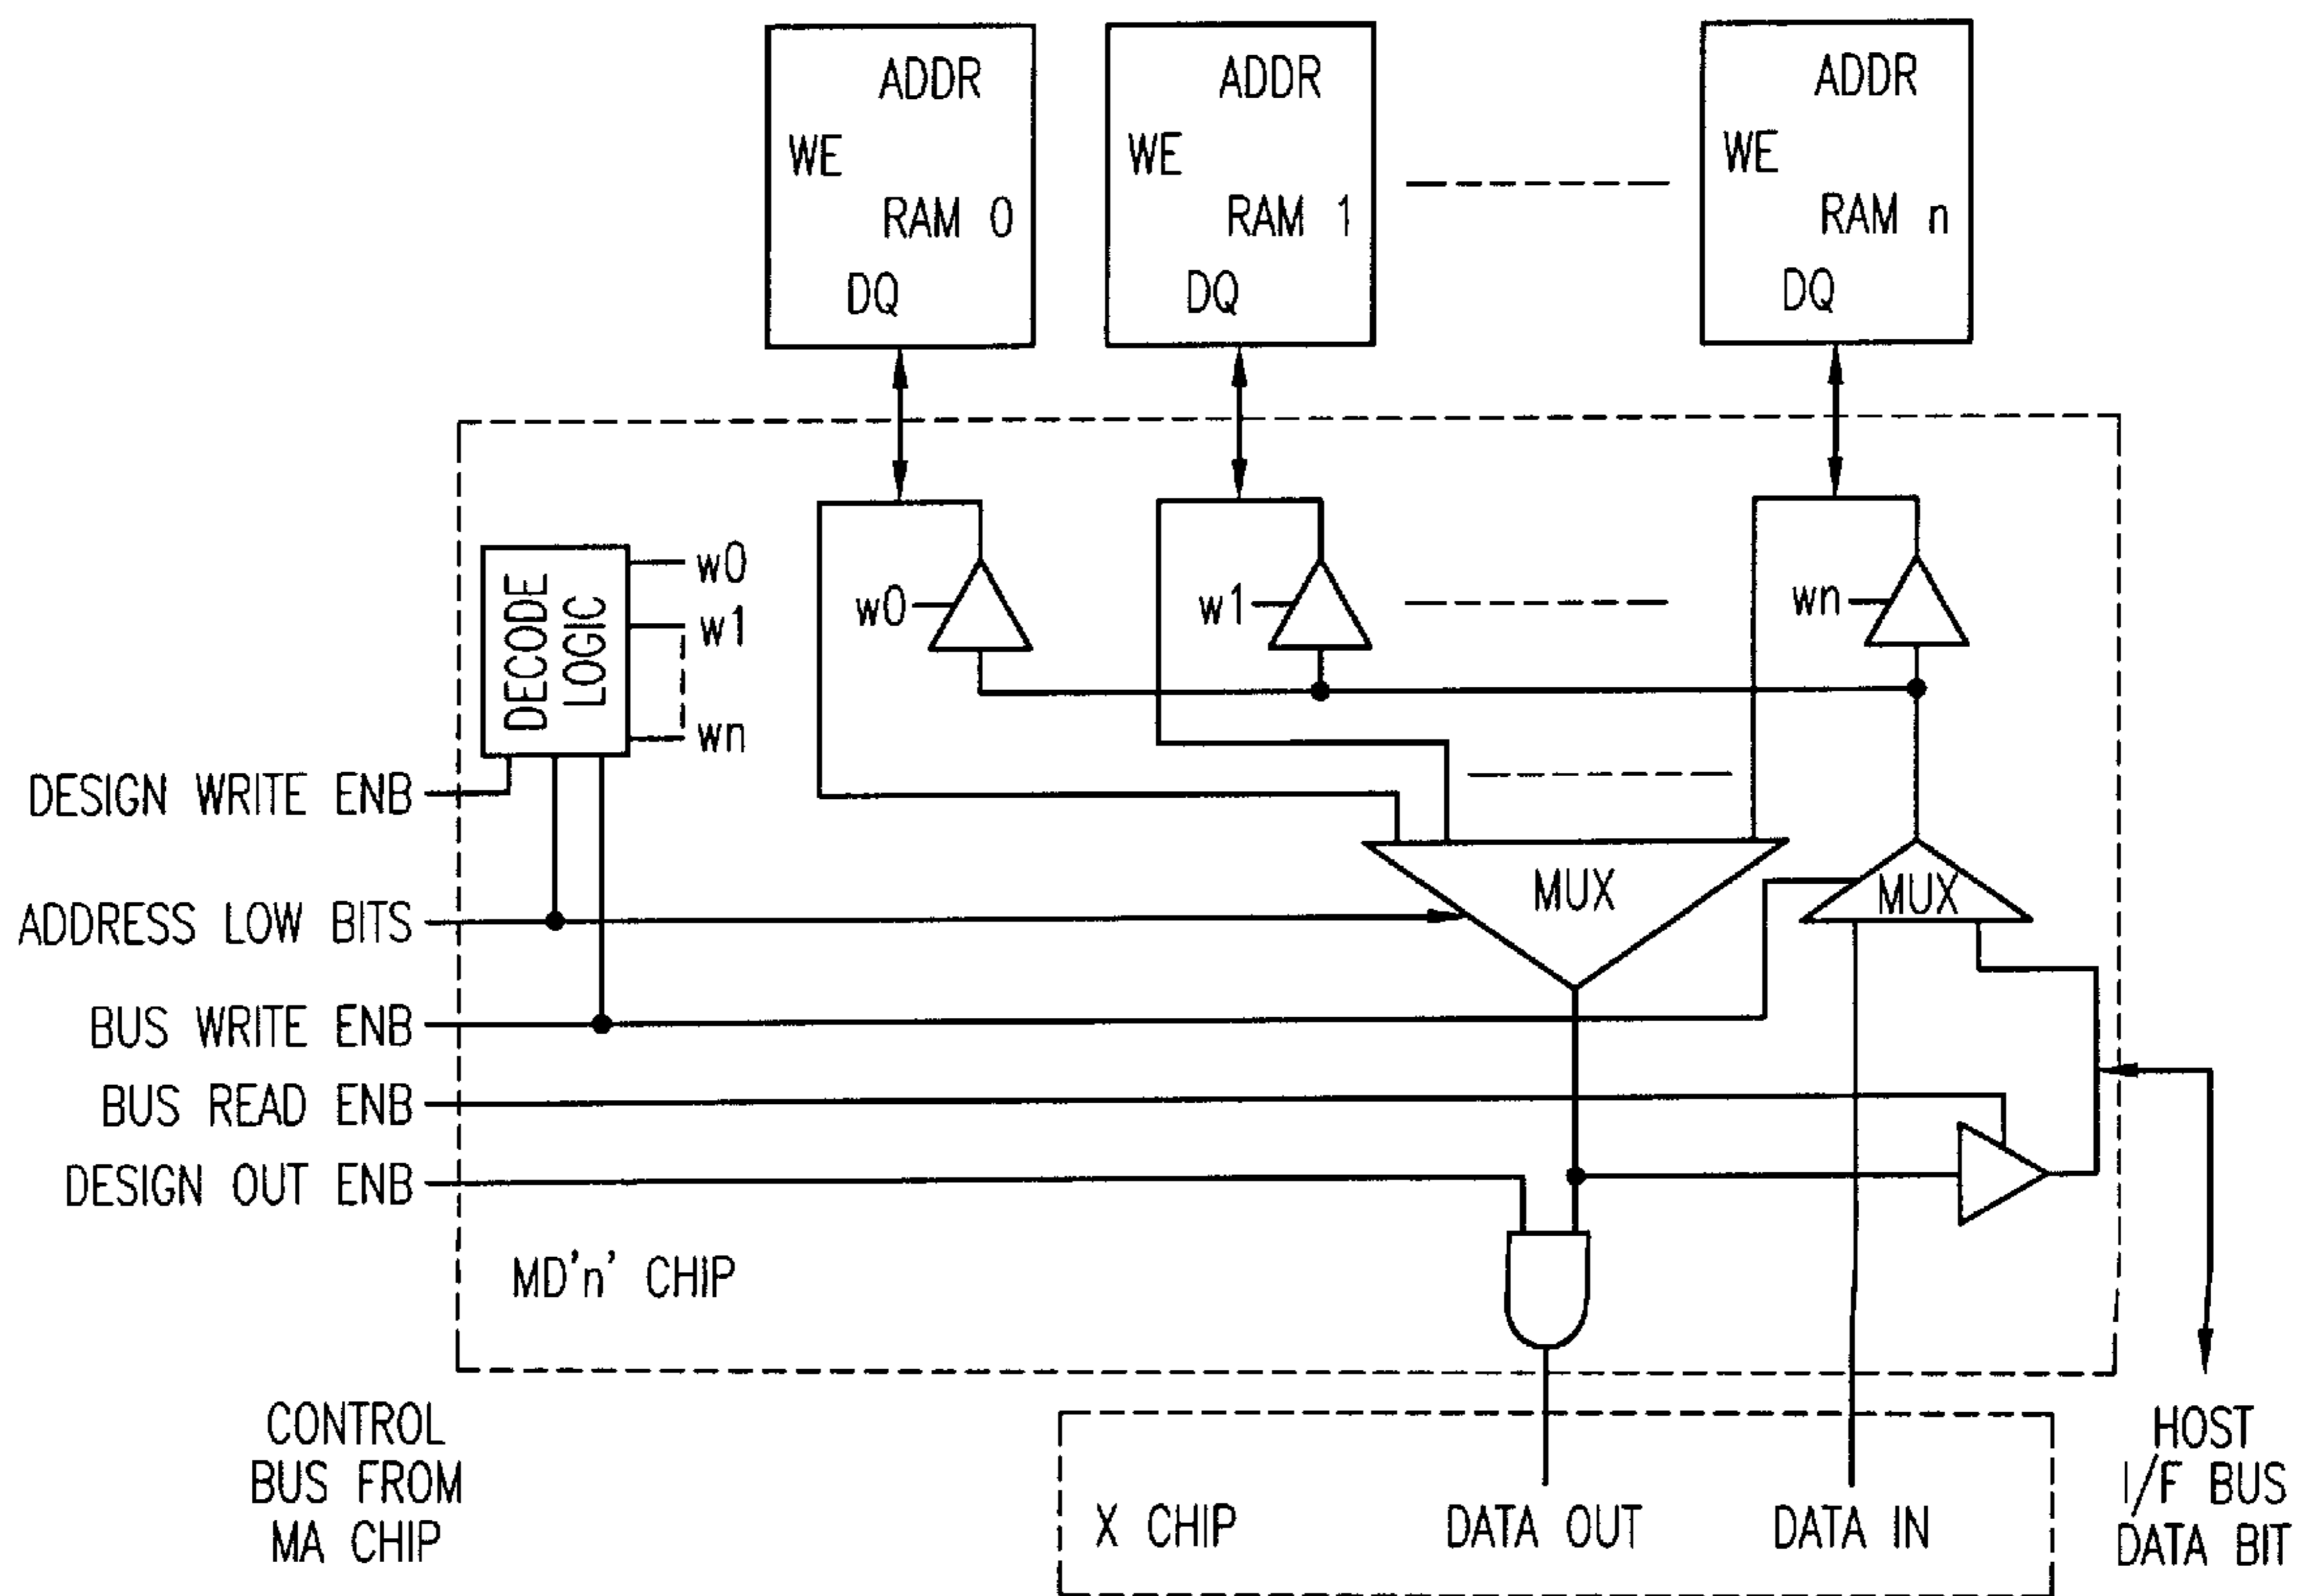 ADDR
WE
RAM 0
DQ
ADDR
WE
RAM 1
DQ
ADDR
WE
RAM n
DQ
DECODE
LOGIC
w0
w1
wn
w0
w1
wn
DESIGN WRITE ENB
ADDRESS LOW BITS
BUS WRITE ENB
BUS READ ENB
DESIGN OUT ENB
MUX
MUX
MD'n' CHIP
CONTROL
BUS FROM
MA CHIP
X CHIP
DATA OUT
DATA IN
HOST
I/F BUS
DATA BIT